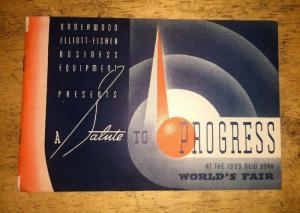 UNDERWOOD
ELLIOTT-FISHER
BUSINESS
EQUIPMENT
PRESENTS
A Salute TO PROGRESS
AT THE 1939 NEW YORK
WORLD'S FAIR